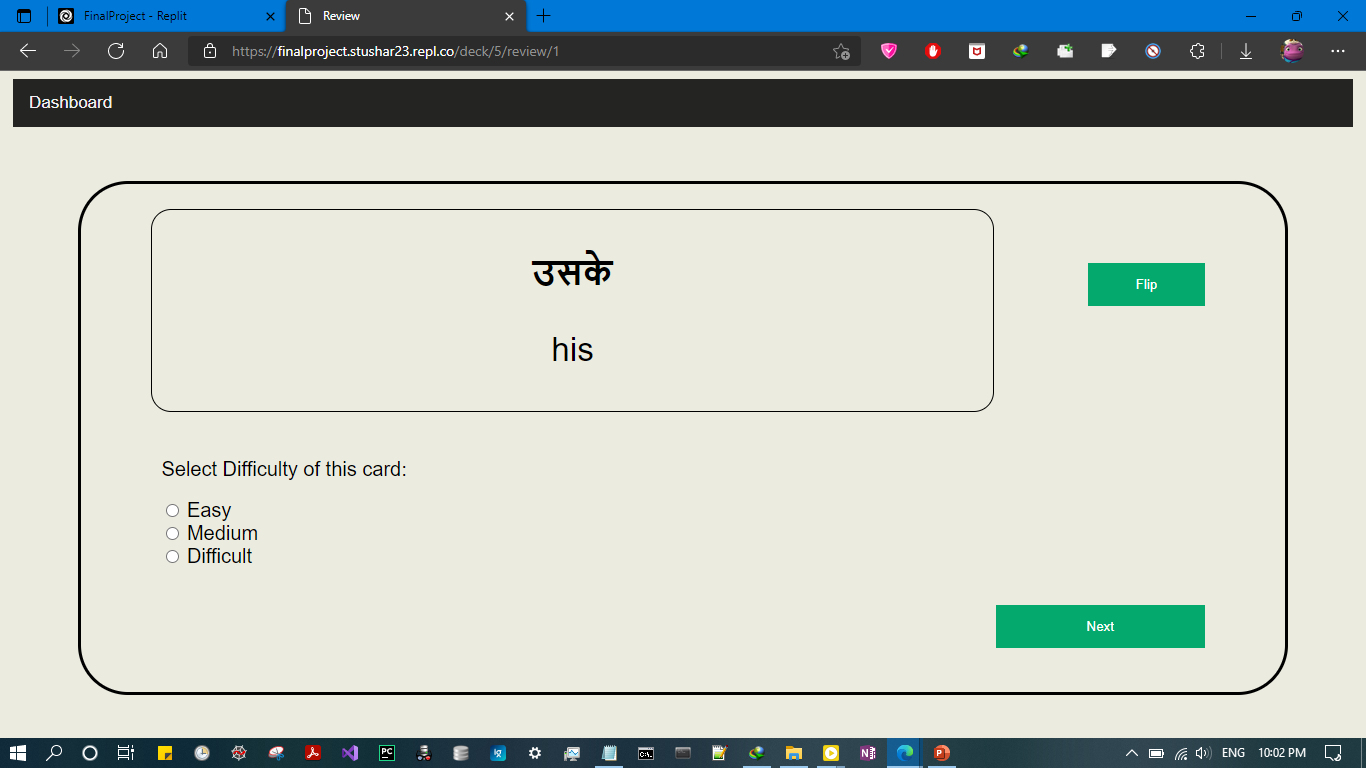 FinalProject - Replit
Review
https://finalproject.stushar23.repl.co/deck/5/review/1
Dashboard
उसके
his
Flip
Select Difficulty of this card:
Easy
Medium
Difficult
Next
PC
N
P
ENG
10:02 PM